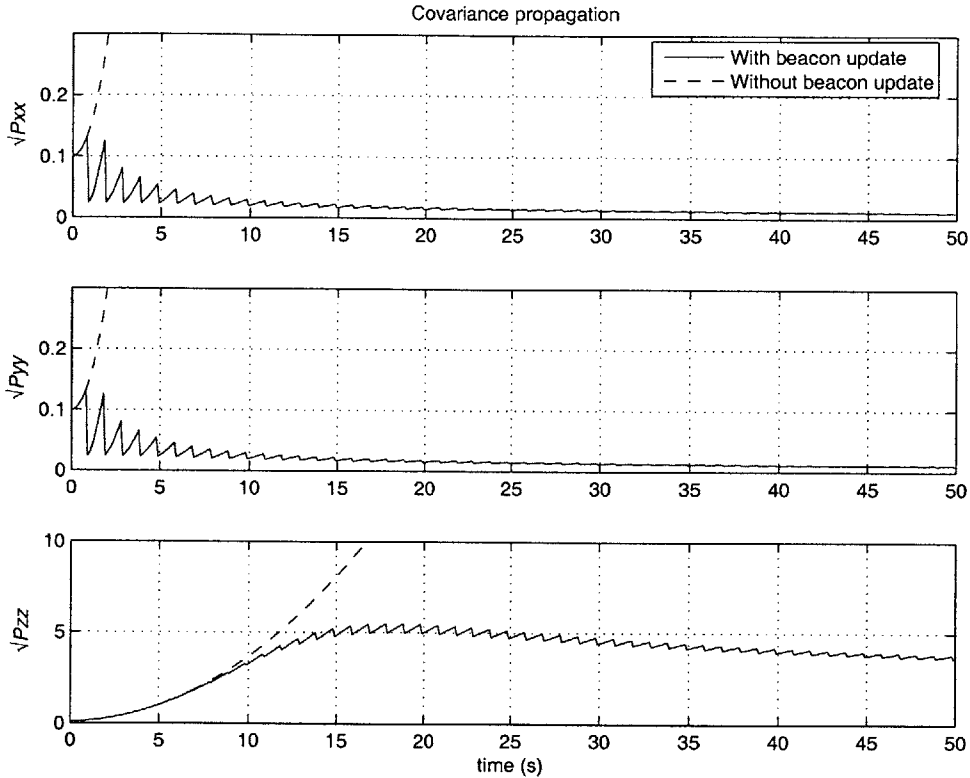 Covariance propagation
With beacon update
Without beacon update
√Pxx
0.2
0.1
0
0 5 10 15 20 25 30 35 40 45 50
√Pyy
0.2
0.1
0
0 5 10 15 20 25 30 35 40 45 50
√Pzz
10
5
0
0 5 10 15 20 25 30 35 40 45 50
time (s)